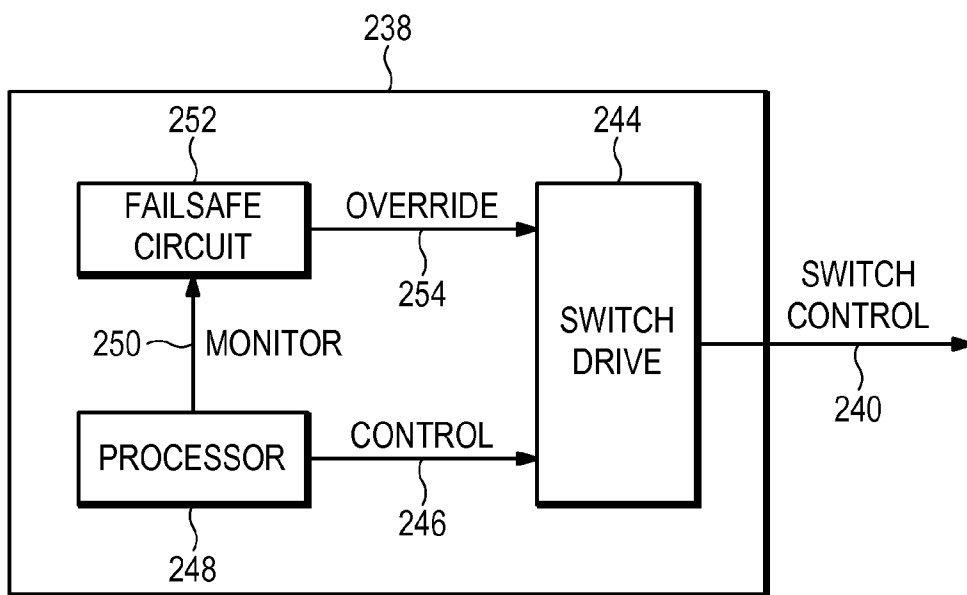 238
252
244
FAILSAFE
CIRCUIT
OVERRIDE
254
250
MONITOR
SWITCH
DRIVE
SWITCH
CONTROL
240
PROCESSOR
CONTROL
246
248